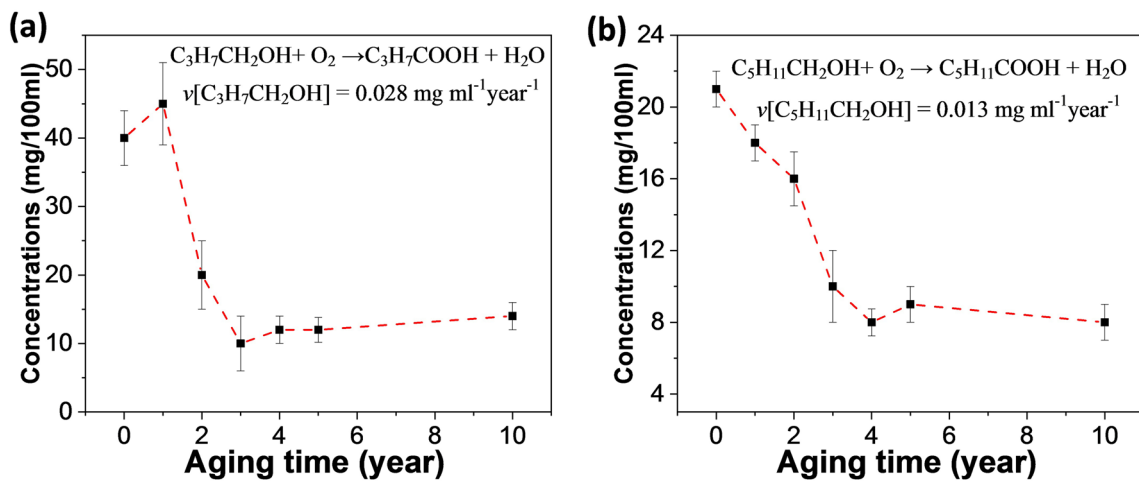 (a)
C₃H₇CH₂OH+ O₂ →C₃H₇COOH + H₂O
v[C₃H₇CH₂OH] = 0.028 mg ml⁻¹year⁻¹
Concentrations (mg/100ml)
50
40
30
20
10
0
0 2 4 6 8 10
Aging time (year)
(b)
C₅H₁₁CH₂OH+ O₂ → C₅H₁₁COOH + H₂O
v[C₅H₁₁CH₂OH] = 0.013 mg ml⁻¹year⁻¹
Concentrations (mg/100ml)
24
20
16
12
8
4
0 2 4 6 8 10
Aging time (year)